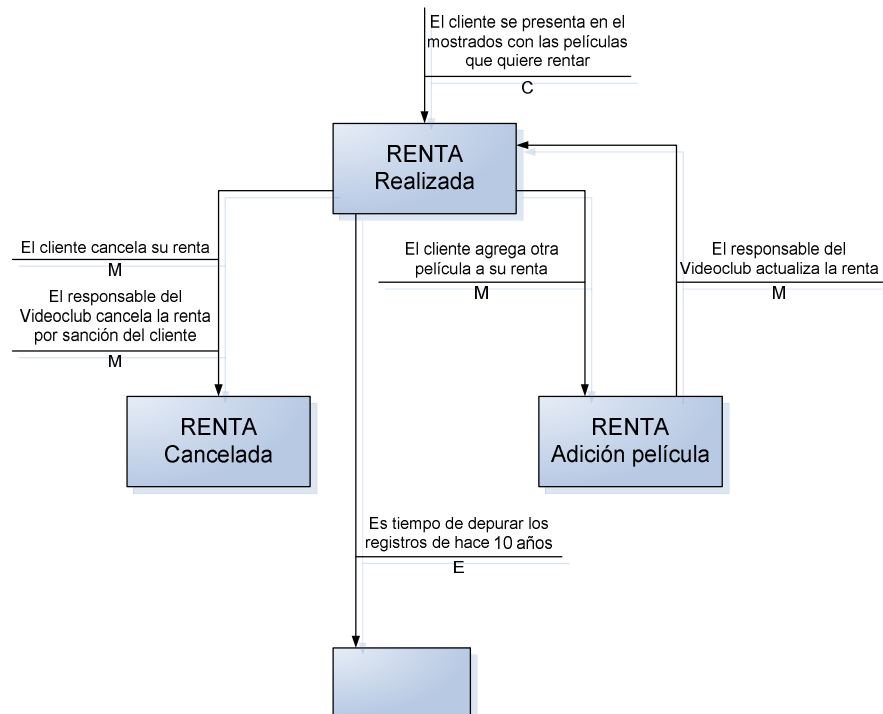 El cliente se presenta en el
mostrados con las películas
que quiere rentar
C
RENTA
Realizada
El cliente cancela su renta
M
El responsable del
Videoclub cancela la renta
por sanción del cliente
M
El cliente agrega otra
película a su renta
M
El responsable del
Videoclub actualiza la renta
M
RENTA
Cancelada
RENTA
Adición película
Es tiempo de depurar los
registros de hace 10 años
E